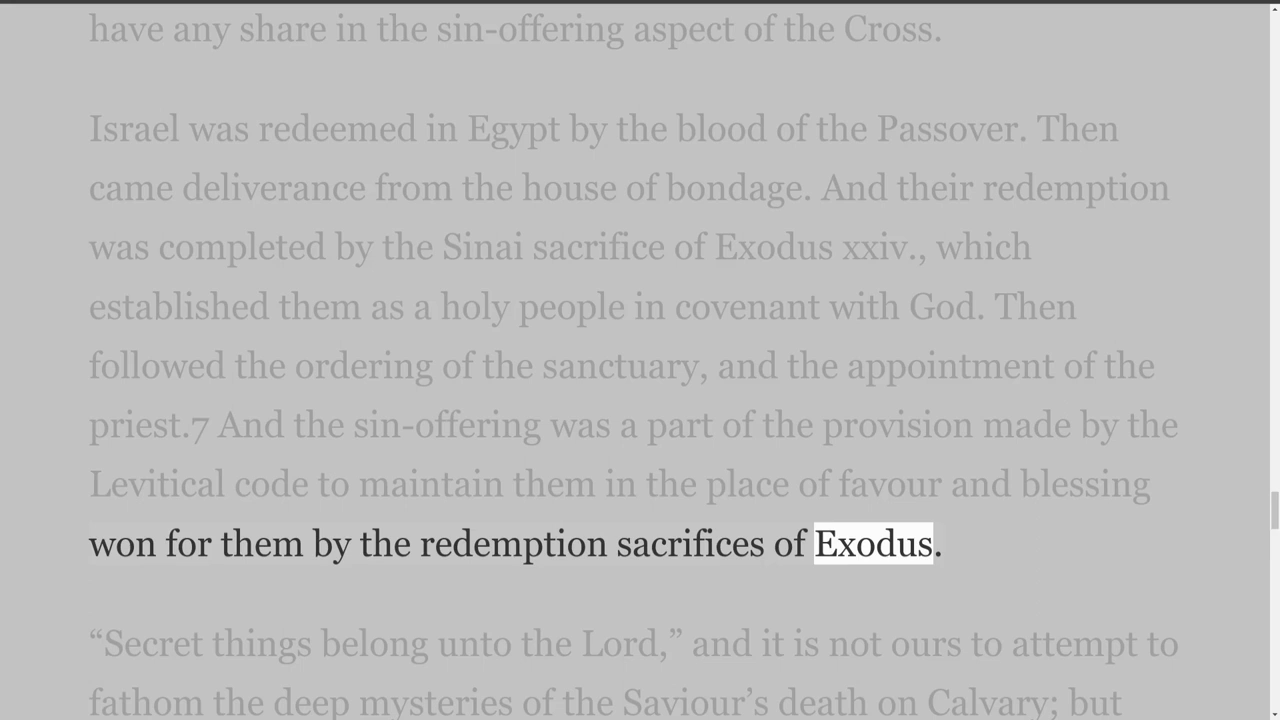 have any share in the sin-offering aspect of the Cross.
Israel was redeemed in Egypt by the blood of the Passover. Then
came deliverance from the house of bondage. And their redemption
was completed by the Sinai sacrifice of Exodus xxiv., which
established them as a holy people in covenant with God. Then
followed the ordering of the sanctuary, and the appointment of the
priest.7 And the sin-offering was a part of the provision made by the
Levitical code to maintain them in the place of favour and blessing
won for them by the redemption sacrifices of Exodus.
“Secret things belong unto the Lord,” and it is not ours to attempt to
fathom the deep mysteries of the Saviour’s death on Calvary; but